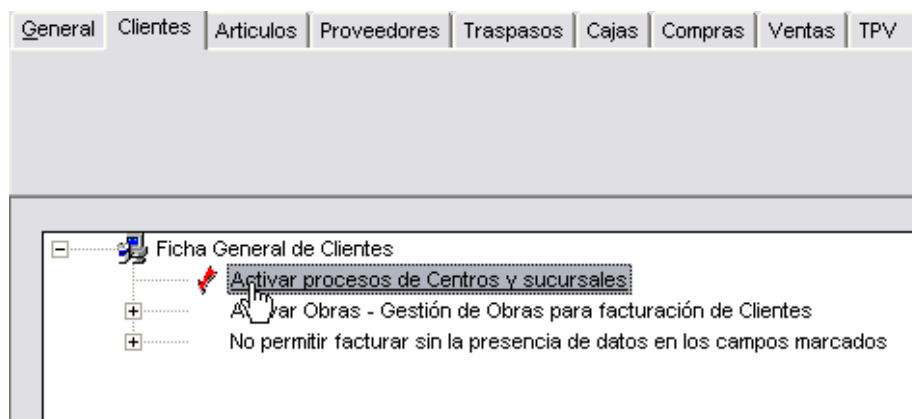 General Clientes Articulos Proveedores Traspasos Cajas Compras Ventas TPV
Ficha General de Clientes
Activar procesos de Centros y sucursales
Activar Obras - Gestión de Obras para facturación de Clientes
No permitir facturar sin la presencia de datos en los campos marcados